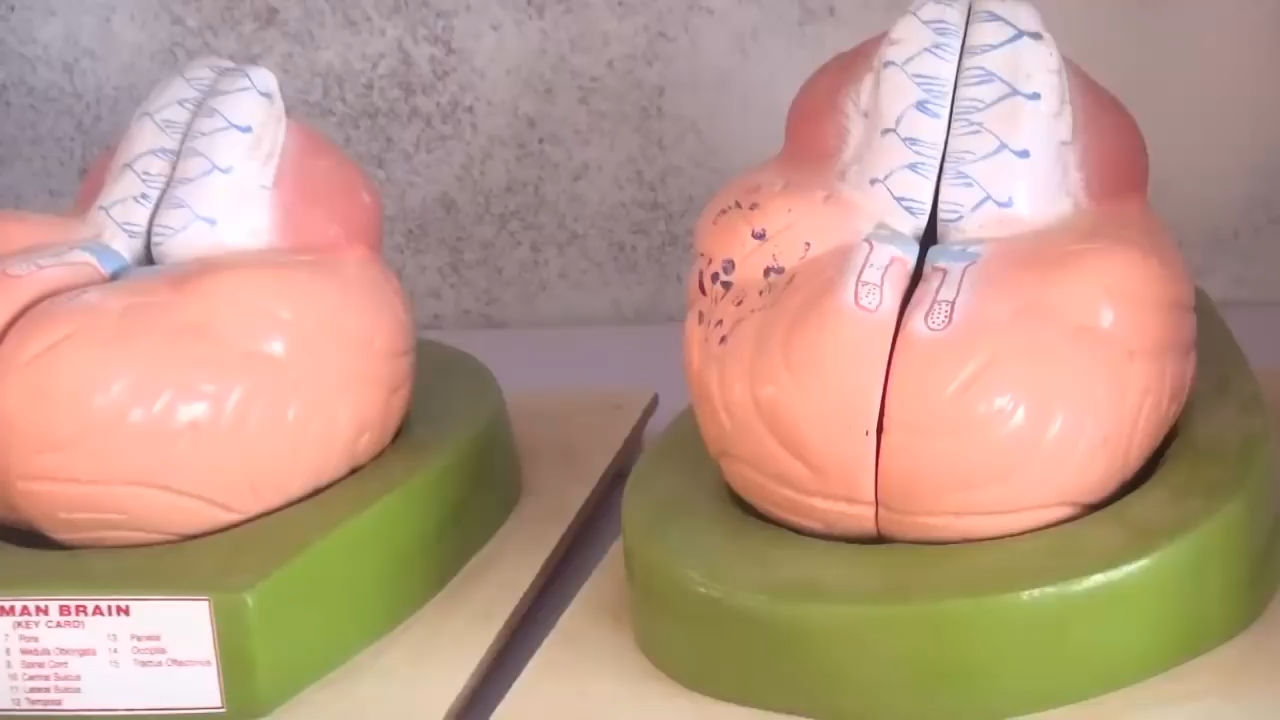 MAN BRAIN
(KEY CARD)
7. Pons 13. Parietal
8. Medulla Oblongata 14.
9. Spinal Cord 15. Tractus Olfactorius
10. Central Sulcus
11. Lateral Sulcus
12. Temporal